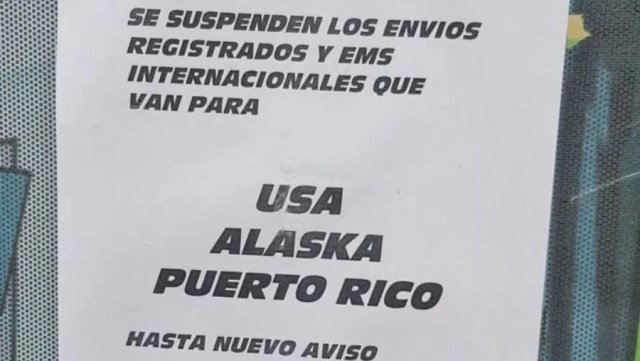 SE SUSPENDEN LOS ENVIOS
REGISTRADOS Y EMS
INTERNACIONALES QUE
VAN PARA
USA
ALASKA
PUERTO RICO
HASTA NUEVO AVISO